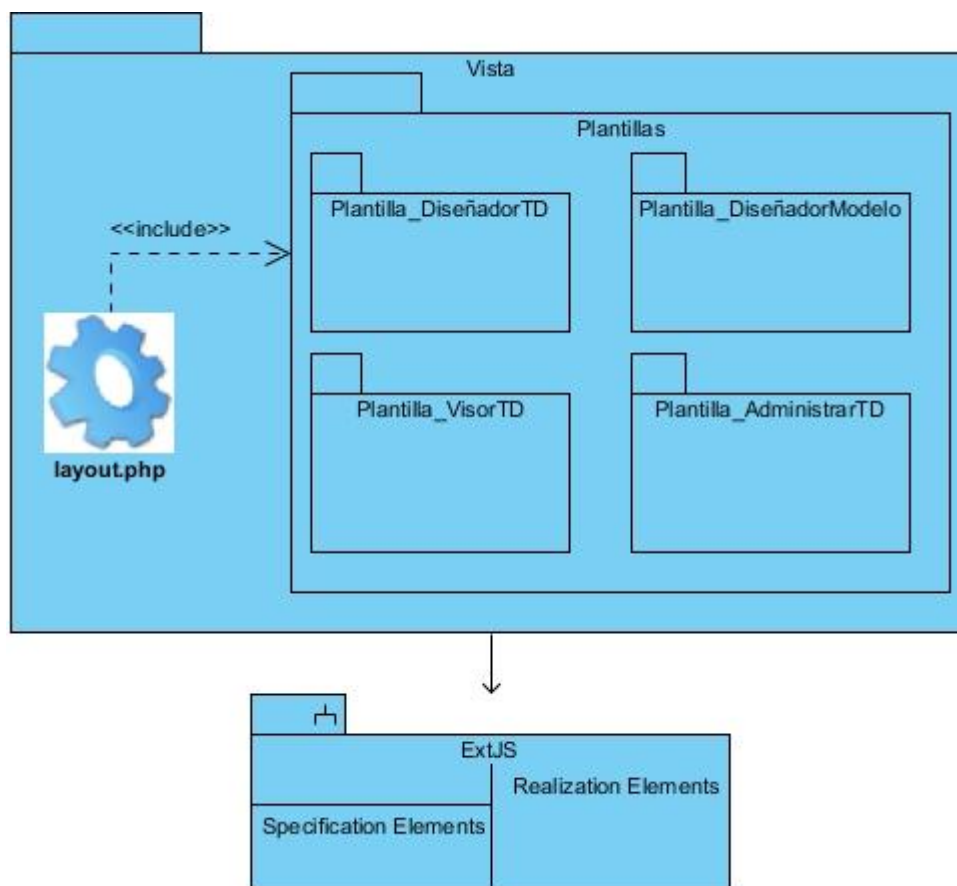 Vista
Plantillas
Plantilla_DiseñadorTD
Plantilla_DiseñadorModelo
<<include>>
layout.php
Plantilla_VisorTD
Plantilla_AdministrarTD
ExtJS
Realization Elements
Specification Elements